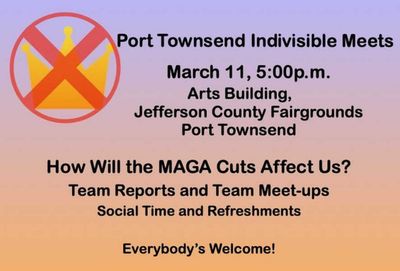 Port Townsend Indivisible Meets
March 11, 5:00p.m.
Arts Building,
Jefferson County Fairgrounds
Port Townsend
How Will the MAGA Cuts Affect Us?
Team Reports and Team Meet-ups
Social Time and Refreshments
Everybody's Welcome!